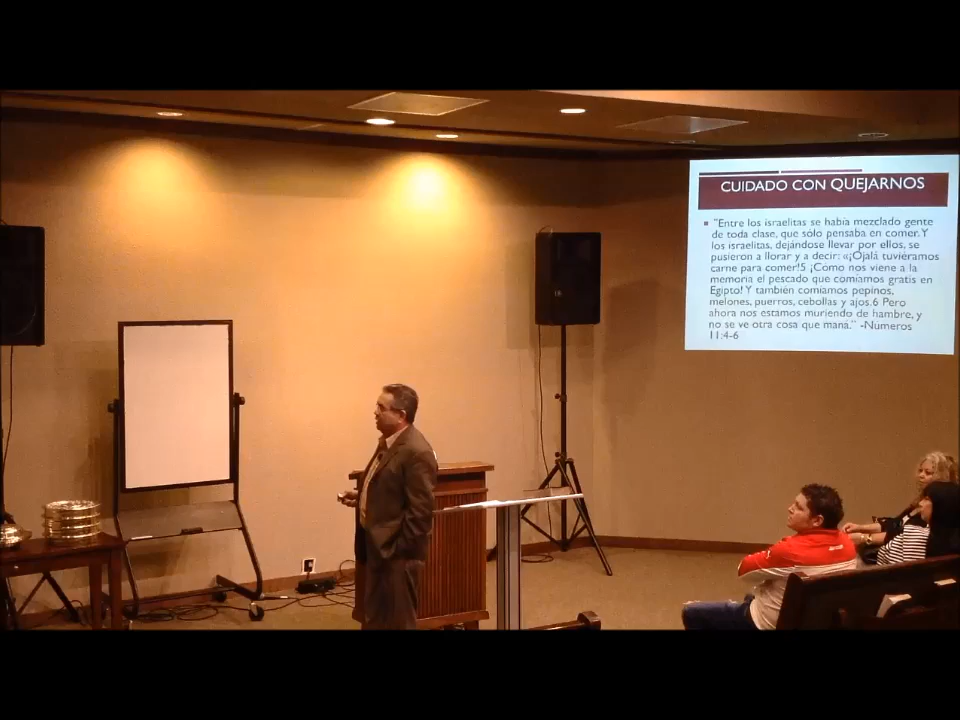 CUIDADO CON QUEJARNOS
"Entre los israelitas se había mezclado gente
de toda clase, que sólo pensaba en comer. Y
los israelitas, dejándose llevar por ellos, se
pusieron a llorar y a decir: «¡Ojalá tuviéramos
carne para comer!5 ¡Cómo nos viene a la
memoria el pescado que comíamos gratis en
Egipto! Y también comíamos pepinos,
melones, puerros, cebollas y ajos.6 Pero
ahora nos estamos muriendo de hambre, y
no se ve otra cosa que maná." -Números
11:4-6